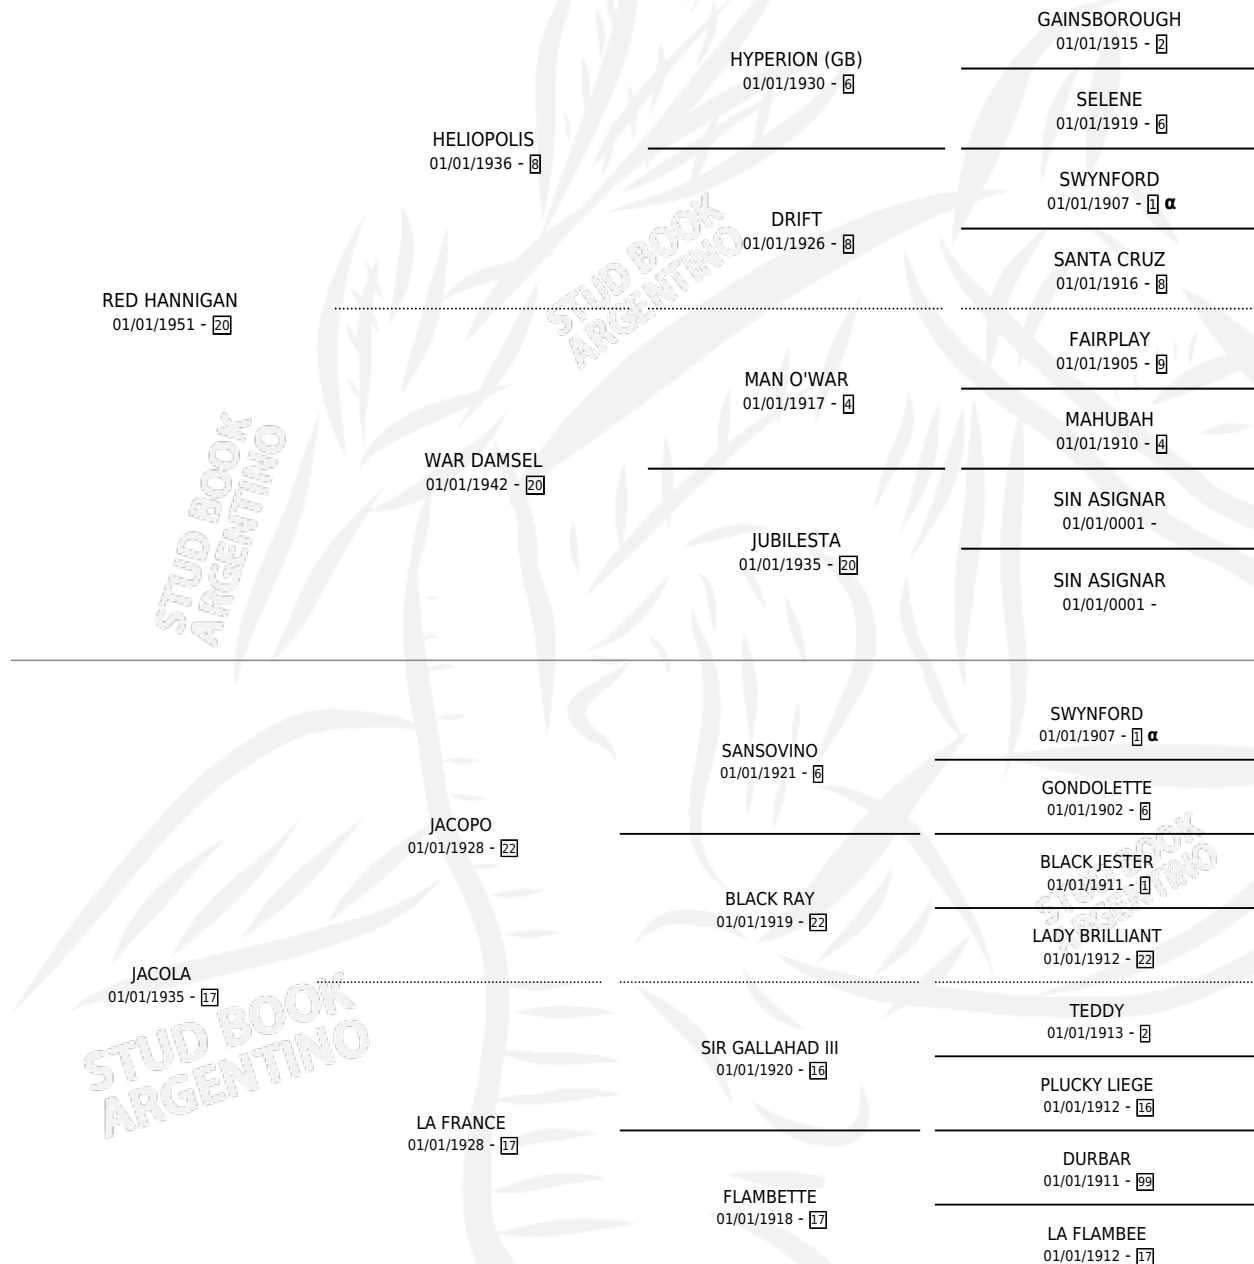 GAINSBOROUGH
01/01/1915 - 2
HYPERION (GB)
01/01/1930 - 6
SELENE
01/01/1919 - 6
HELIOPOLIS
01/01/1936 - 8
SWYNFORD
01/01/1907 - 1 α
DRIFT
01/01/1926 - 8
SANTA CRUZ
01/01/1916 - 8
RED HANNIGAN
01/01/1951 - 20
FAIRPLAY
01/01/1905 - 9
MAN O'WAR
01/01/1917 - 4
MAHUBAH
01/01/1910 - 4
WAR DAMSEL
01/01/1942 - 20
SIN ASIGNAR
01/01/0001 -
JUBILESTA
01/01/1935 - 20
SIN ASIGNAR
01/01/0001 -
SWYNFORD
01/01/1907 - 1 α
SANSOVINO
01/01/1921 - 6
GONDOLETTE
01/01/1902 - 6
JACOPO
01/01/1928 - 22
BLACK JESTER
01/01/1911 - 1
BLACK RAY
01/01/1919 - 22
LADY BRILLIANT
01/01/1912 - 22
JACOLA
01/01/1935 - 17
TEDDY
01/01/1913 - 2
SIR GALLAHAD III
01/01/1920 - 16
PLUCKY LIEGE
01/01/1912 - 16
LA FRANCE
01/01/1928 - 17
DURBAR
01/01/1911 - 99
FLAMBETTE
01/01/1918 - 17
LA FLAMBEE
01/01/1912 - 17
STUD BOOK
ARGENTINO
STUD BOOK
ARGENTINO
STUD BOOK
ARGENTINO
STUD BOOK
ARGENTINO